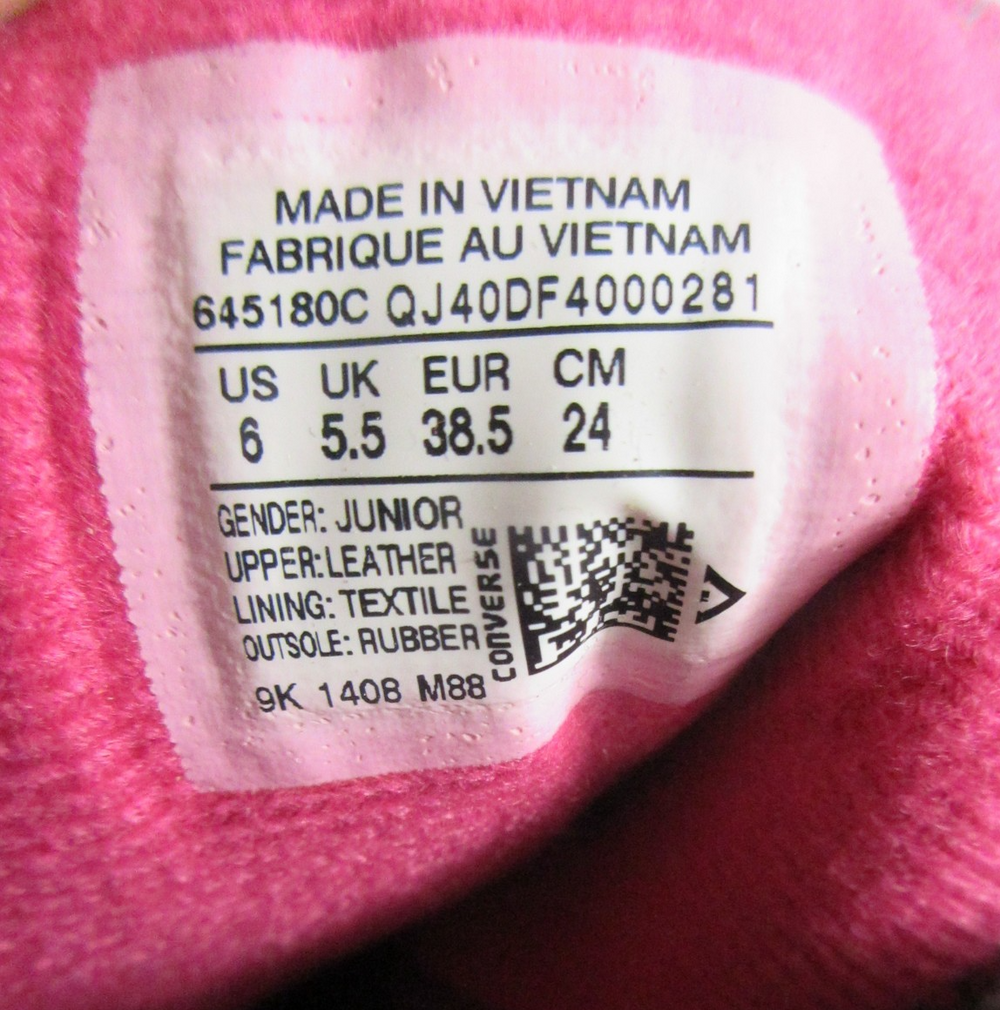 MADE IN VIETNAM
FABRIQUE AU VIETNAM
645180C QJ40DF4000281
US UK EUR CM
6 5.5 38.5 24
GENDER: JUNIOR
UPPER: LEATHER
LINING: TEXTILE
OUTSOLE: RUBBER
CONVERSE
9K 1408 M88